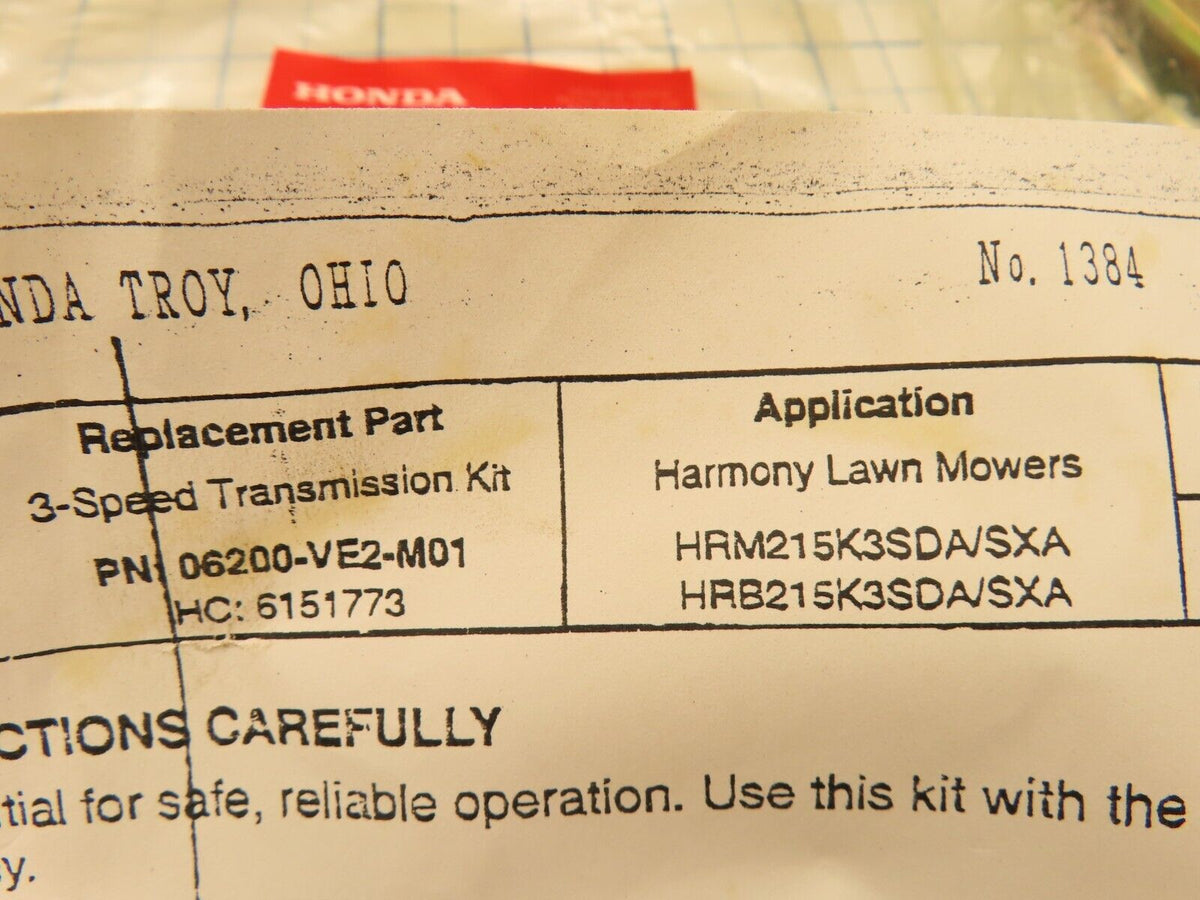 HONDA
NDA TROY, OHIO
No. 1384
Replacement Part
3-Speed Transmission Kit
PN: 06200-VE2-M01
HC: 6151773
Application
Harmony Lawn Mowers
HRM215K3SDA/SXA
HRB215K3SDA/SXA
CTIONS CAREFULLY
tial for safe, reliable operation. Use this kit with the
y.